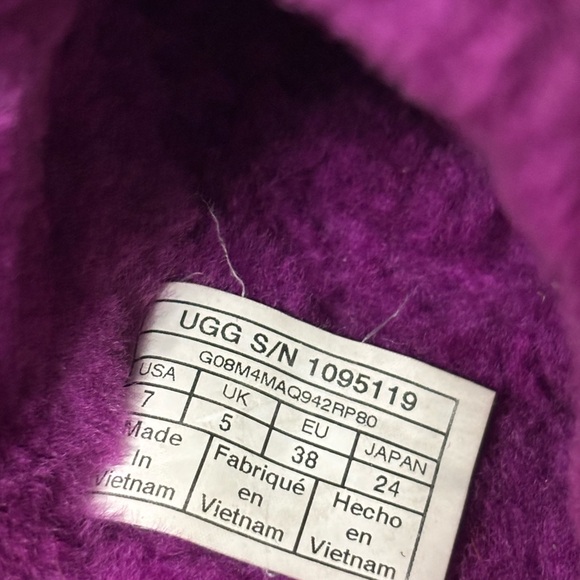 UGG S/N 1095119
G08M4MAQ942RP80
USA UK EU JAPAN
7 5 38 24
Made In Vietnam
Fabriqué en Vietnam
Hecho en Vietnam